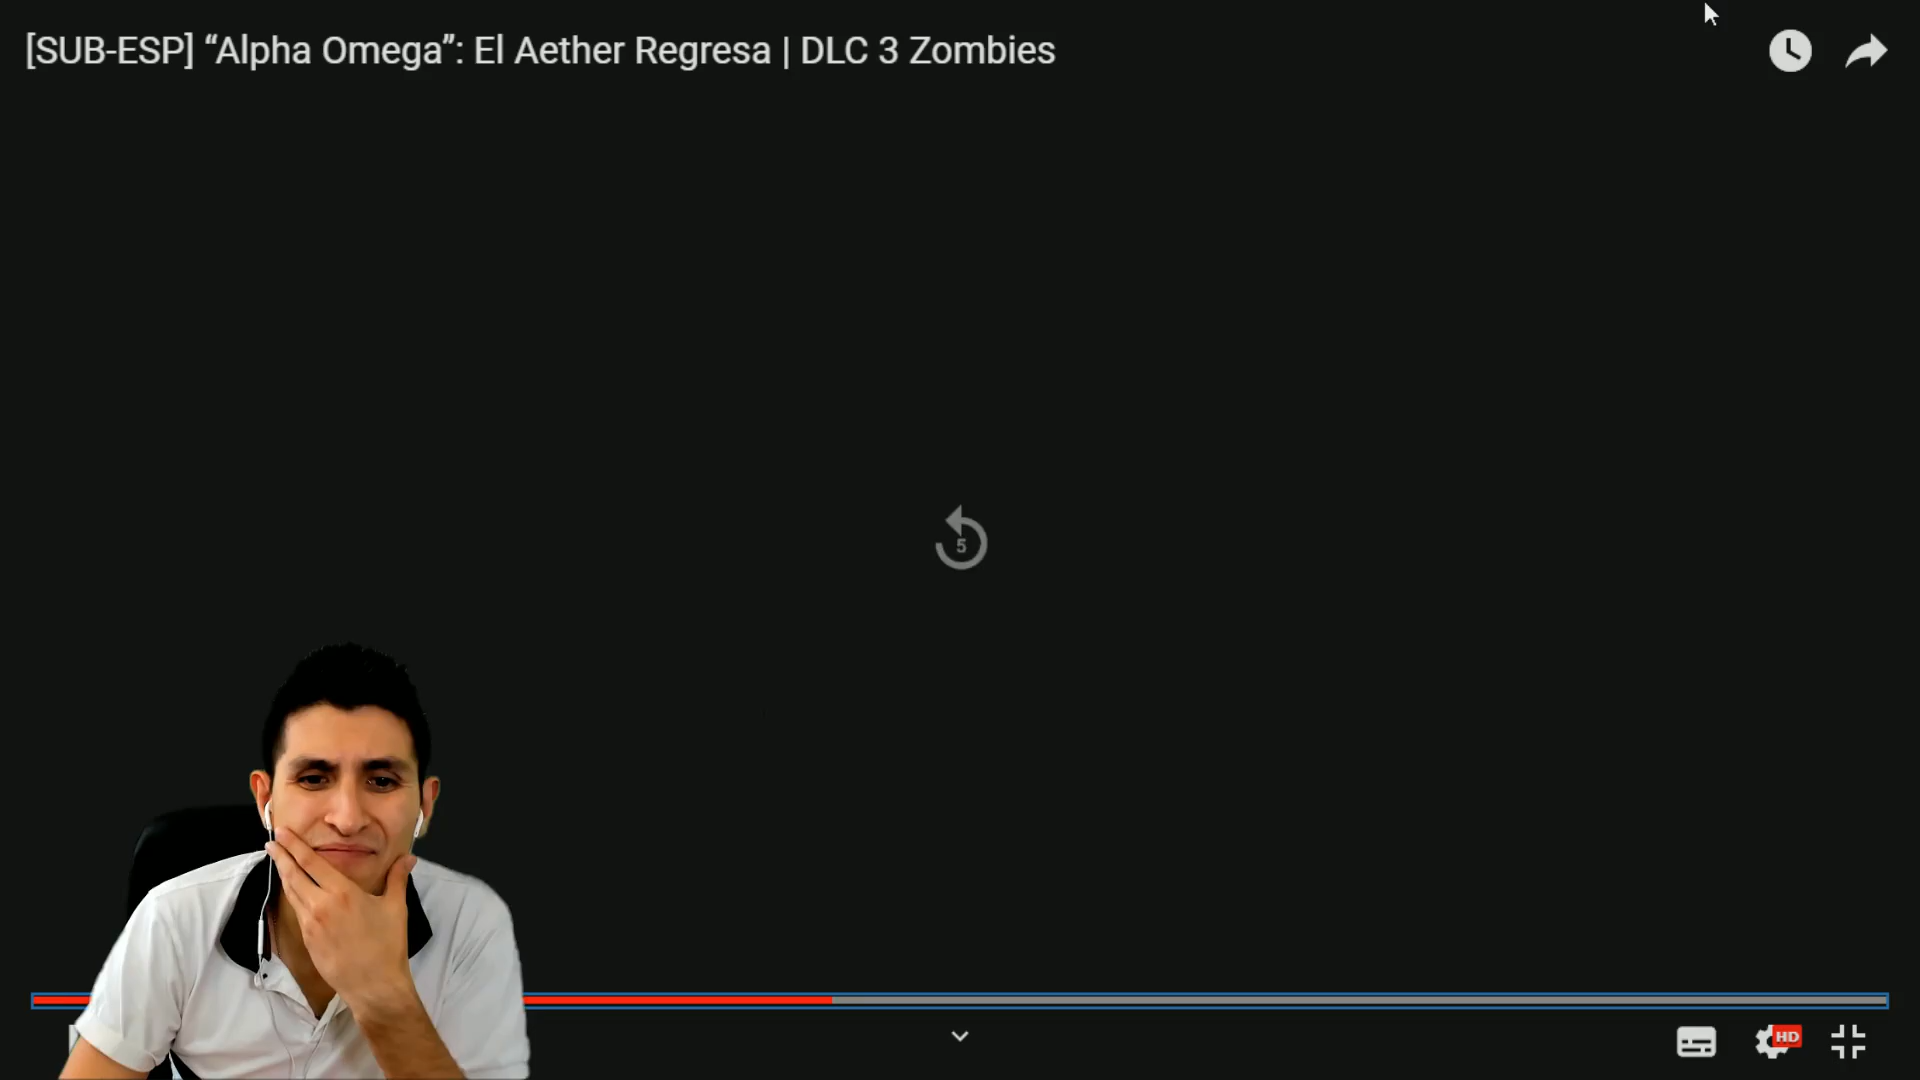 [SUB-ESP] “Alpha Omega”: El Aether Regresa | DLC 3 Zombies
5
HD